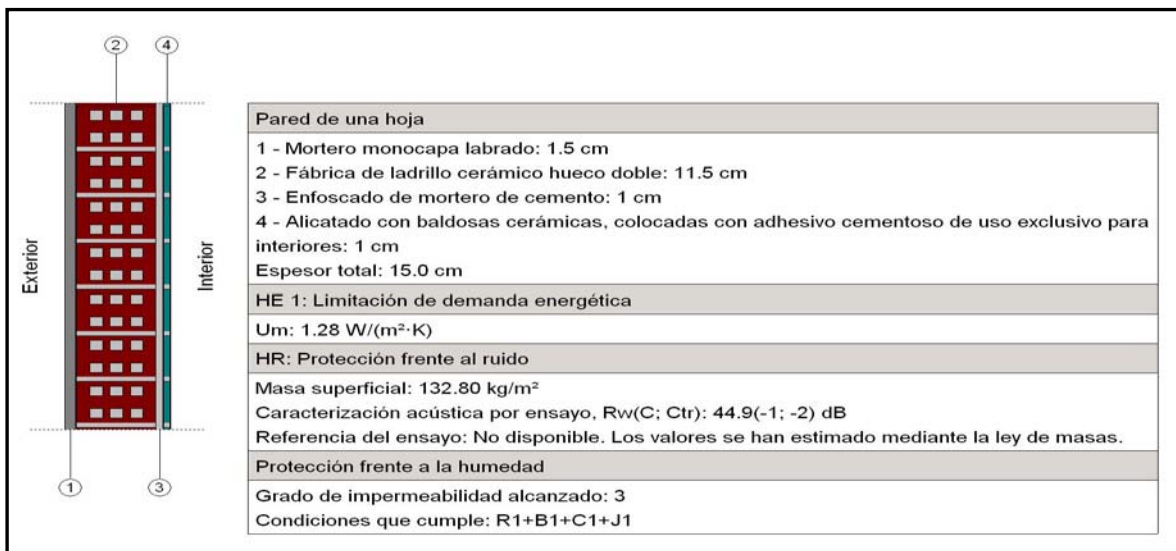 2
4
Exterior
Interior
1
3
Pared de una hoja
1 - Mortero monocapa labrado: 1.5 cm
2 - Fábrica de ladrillo cerámico hueco doble: 11.5 cm
3 - Enfoscado de mortero de cemento: 1 cm
4 - Alicatado con baldosas cerámicas, colocadas con adhesivo cementoso de uso exclusivo para
interiores: 1 cm
Espesor total: 15.0 cm
HE 1: Limitación de demanda energética
Um: 1.28 W/(m²·K)
HR: Protección frente al ruido
Masa superficial: 132.80 kg/m²
Caracterización acústica por ensayo, Rw(C; Ctr): 44.9(-1; -2) dB
Referencia del ensayo: No disponible. Los valores se han estimado mediante la ley de masas.
Protección frente a la humedad
Grado de impermeabilidad alcanzado: 3
Condiciones que cumple: R1+B1+C1+J1